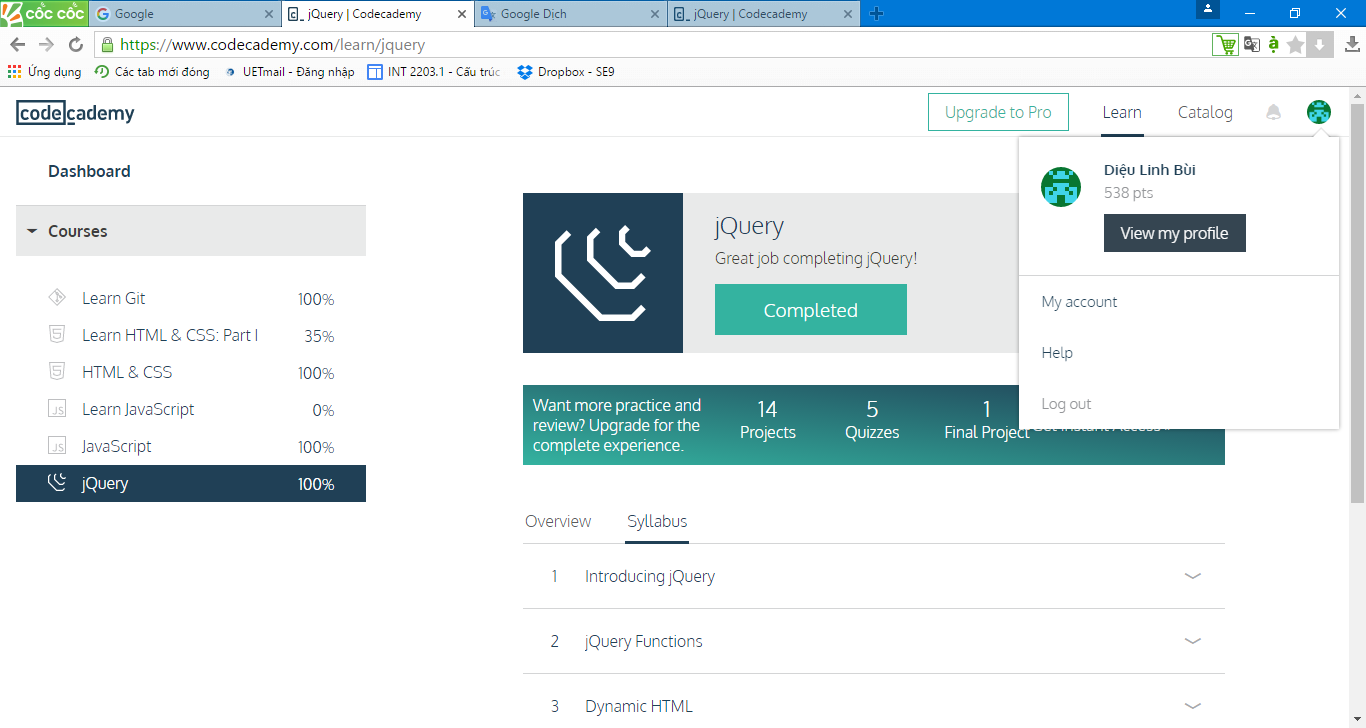 CỐC CỐC
Google
jQuery | Codecademy
Google Dịch
jQuery | Codecademy
https://www.codecademy.com/learn/jquery
Ứng dụng
Các tab mới đóng
UETmail - Đăng nhập
INT 2203.1 - Cấu trúc
Dropbox - SE9
codecademy
Upgrade to Pro
Learn
Catalog
Diệu Linh Bùi
538 pts
View my profile
My account
Help
Log out
Dashboard
Courses
Learn Git 100%
Learn HTML & CSS: Part I 35%
HTML & CSS 100%
Learn JavaScript 0%
JavaScript 100%
jQuery 100%
jQuery
Great job completing jQuery!
Completed
Want more practice and
review? Upgrade for the
complete experience.
14
Projects
5
Quizzes
1
Final Project
Overview
Syllabus
1 Introducing jQuery
2 jQuery Functions
3 Dynamic HTML